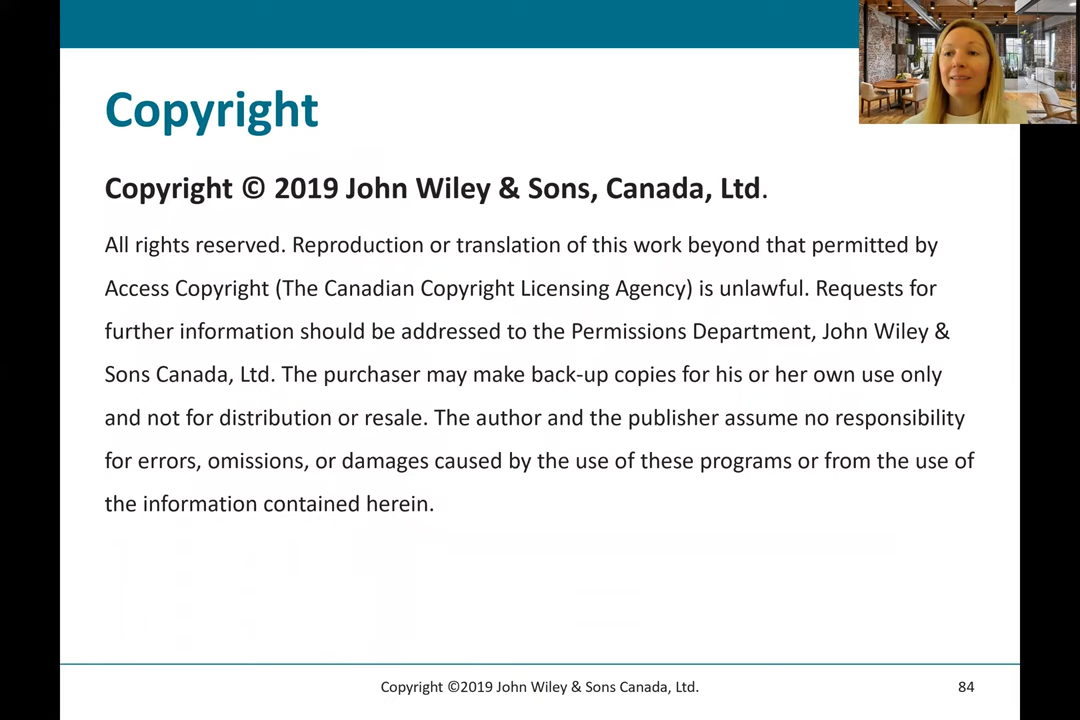 Copyright
Copyright © 2019 John Wiley & Sons, Canada, Ltd.
All rights reserved. Reproduction or translation of this work beyond that permitted by
Access Copyright (The Canadian Copyright Licensing Agency) is unlawful. Requests for
further information should be addressed to the Permissions Department, John Wiley &
Sons Canada, Ltd. The purchaser may make back-up copies for his or her own use only
and not for distribution or resale. The author and the publisher assume no responsibility
for errors, omissions, or damages caused by the use of these programs or from the use of
the information contained herein.
Copyright ©2019 John Wiley & Sons Canada, Ltd.
84